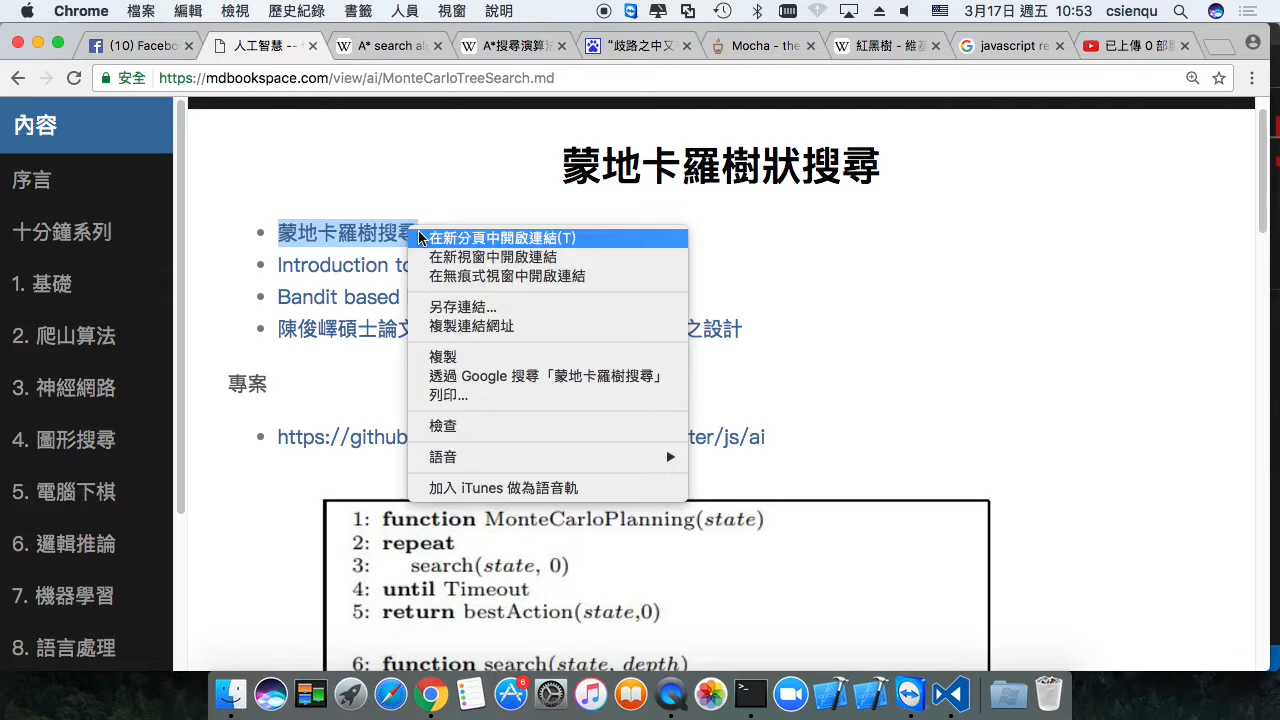 Chrome 檔案 編輯 檢視 歷史紀錄 書籤 人員 視窗 說明 3月17日 週五 10:53 csienqu
(10) Facebo 人工智慧 -- A* search al A*搜尋演算法 “歧路之中又 Mocha - the 紅黑樹 - 維基 javascript re 已上傳 0 部
安全 https://mdbookspace.com/view/ai/MonteCarloTreeSearch.md
內容
序言
十分鐘系列
1. 基礎
2. 爬山算法
3. 神經網路
4. 圖形搜尋
5. 電腦下棋
6. 邏輯推論
7. 機器學習
8. 語言處理
蒙地卡羅樹狀搜尋
蒙地卡羅樹搜尋
Introduction to
Bandit based
陳俊嶧碩士論文 之設計
專案
https://github ter/js/ai
在新分頁中開啟連結(T)
在新視窗中開啟連結
在無痕式視窗中開啟連結
另存連結...
複製連結網址
複製
透過 Google 搜尋「蒙地卡羅樹搜尋」
列印...
檢查
語音
加入 iTunes 做為語音軌
1: function MonteCarloPlanning(state)
2: repeat
3: search(state, 0)
4: until Timeout
5: return bestAction(state,0)
6: function search(state, depth)
6